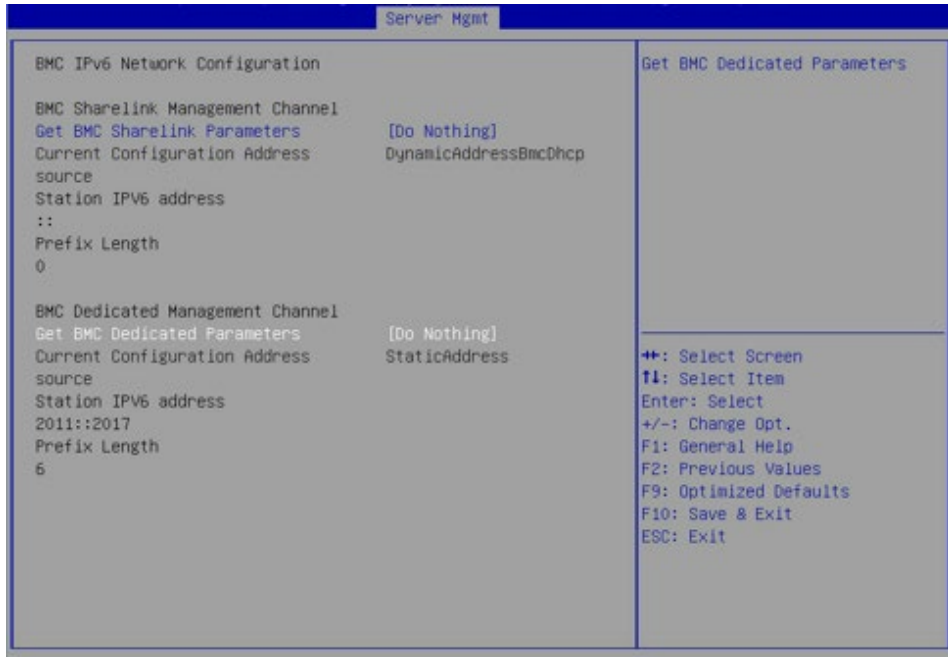 Server Mgmt
BMC IPv6 Network Configuration
BMC Sharelink Management Channel
Get BMC Sharelink Parameters [Do Nothing]
Current Configuration Address DynamicAddressBmcDhcp
source
Station IPV6 address
::
Prefix Length
0
BMC Dedicated Management Channel
Get BMC Dedicated Parameters [Do Nothing]
Current Configuration Address StaticAddress
source
Station IPV6 address
2011::2017
Prefix Length
6
Get BMC Dedicated Parameters
→←: Select Screen
↑↓: Select Item
Enter: Select
+/-: Change Opt.
F1: General Help
F2: Previous Values
F9: Optimized Defaults
F10: Save & Exit
ESC: Exit